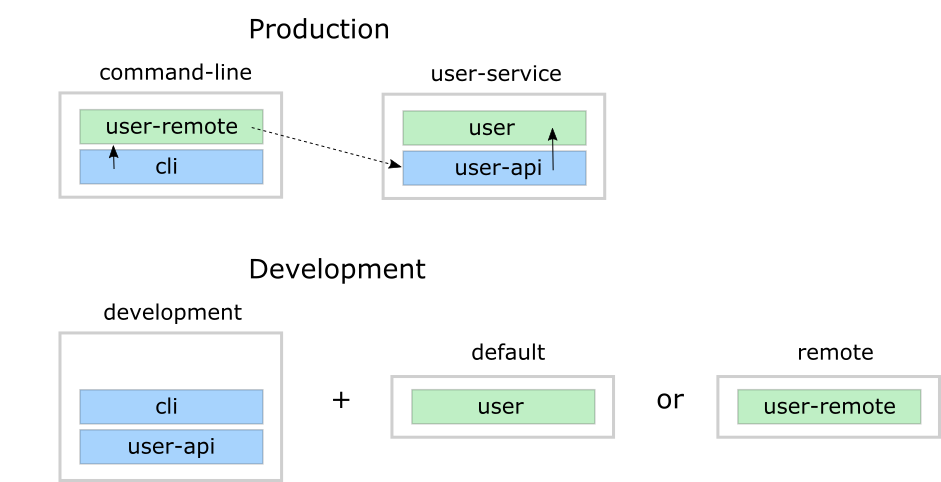 Production
command-line
user-service
user-remote
user
cli
user-api
Development
development
default
remote
cli
+
user
or
user-remote
user-api